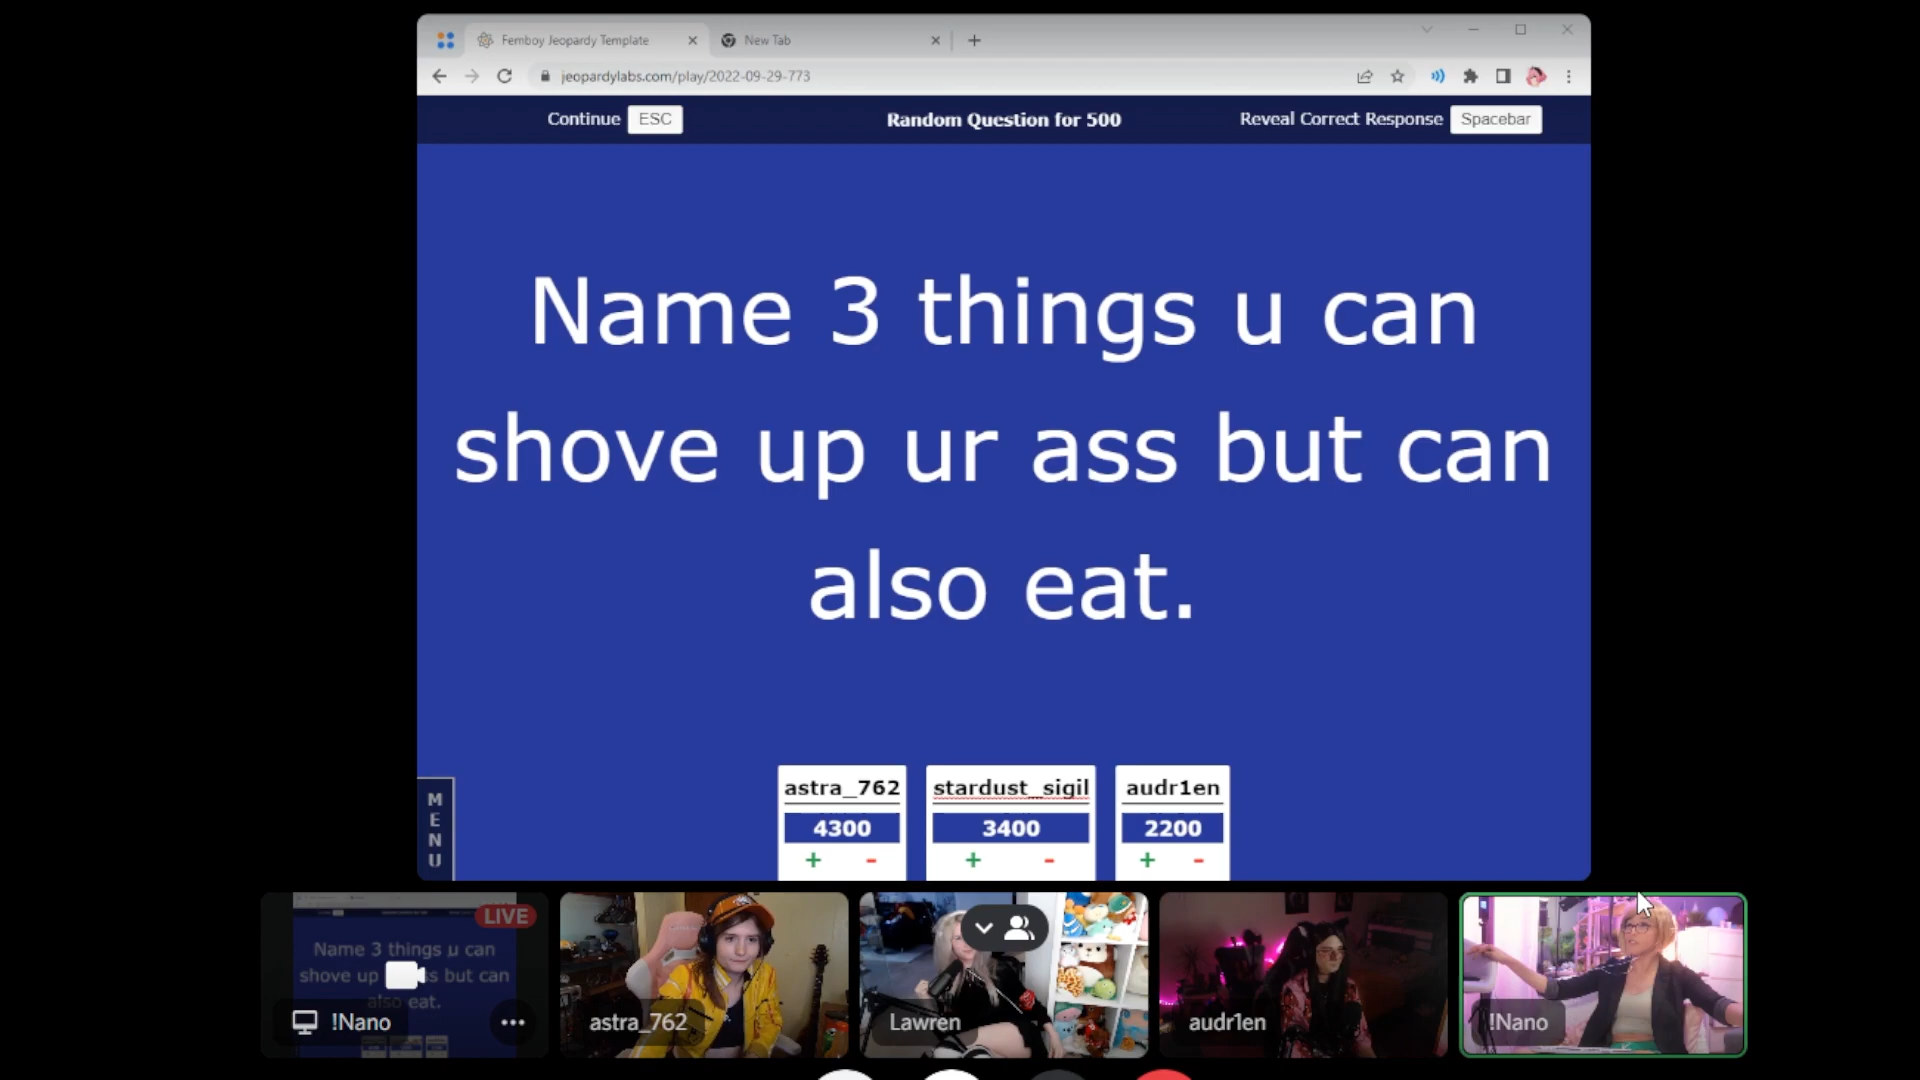 Femboy Jeopardy Template
New Tab
jeopardylabs.com/play/2022-09-29-773
Continue ESC
Random Question for 500
Reveal Correct Response Spacebar
Name 3 things u can
shove up ur ass but can
also eat.
MENU
astra_762
4300
+ -
stardust_sigil
3400
+ -
audr1en
2200
+ -
LIVE
Name 3 things u can
shove up s but can
also eat.
!Nano
astra_762
Lawren
audr1en
!Nano